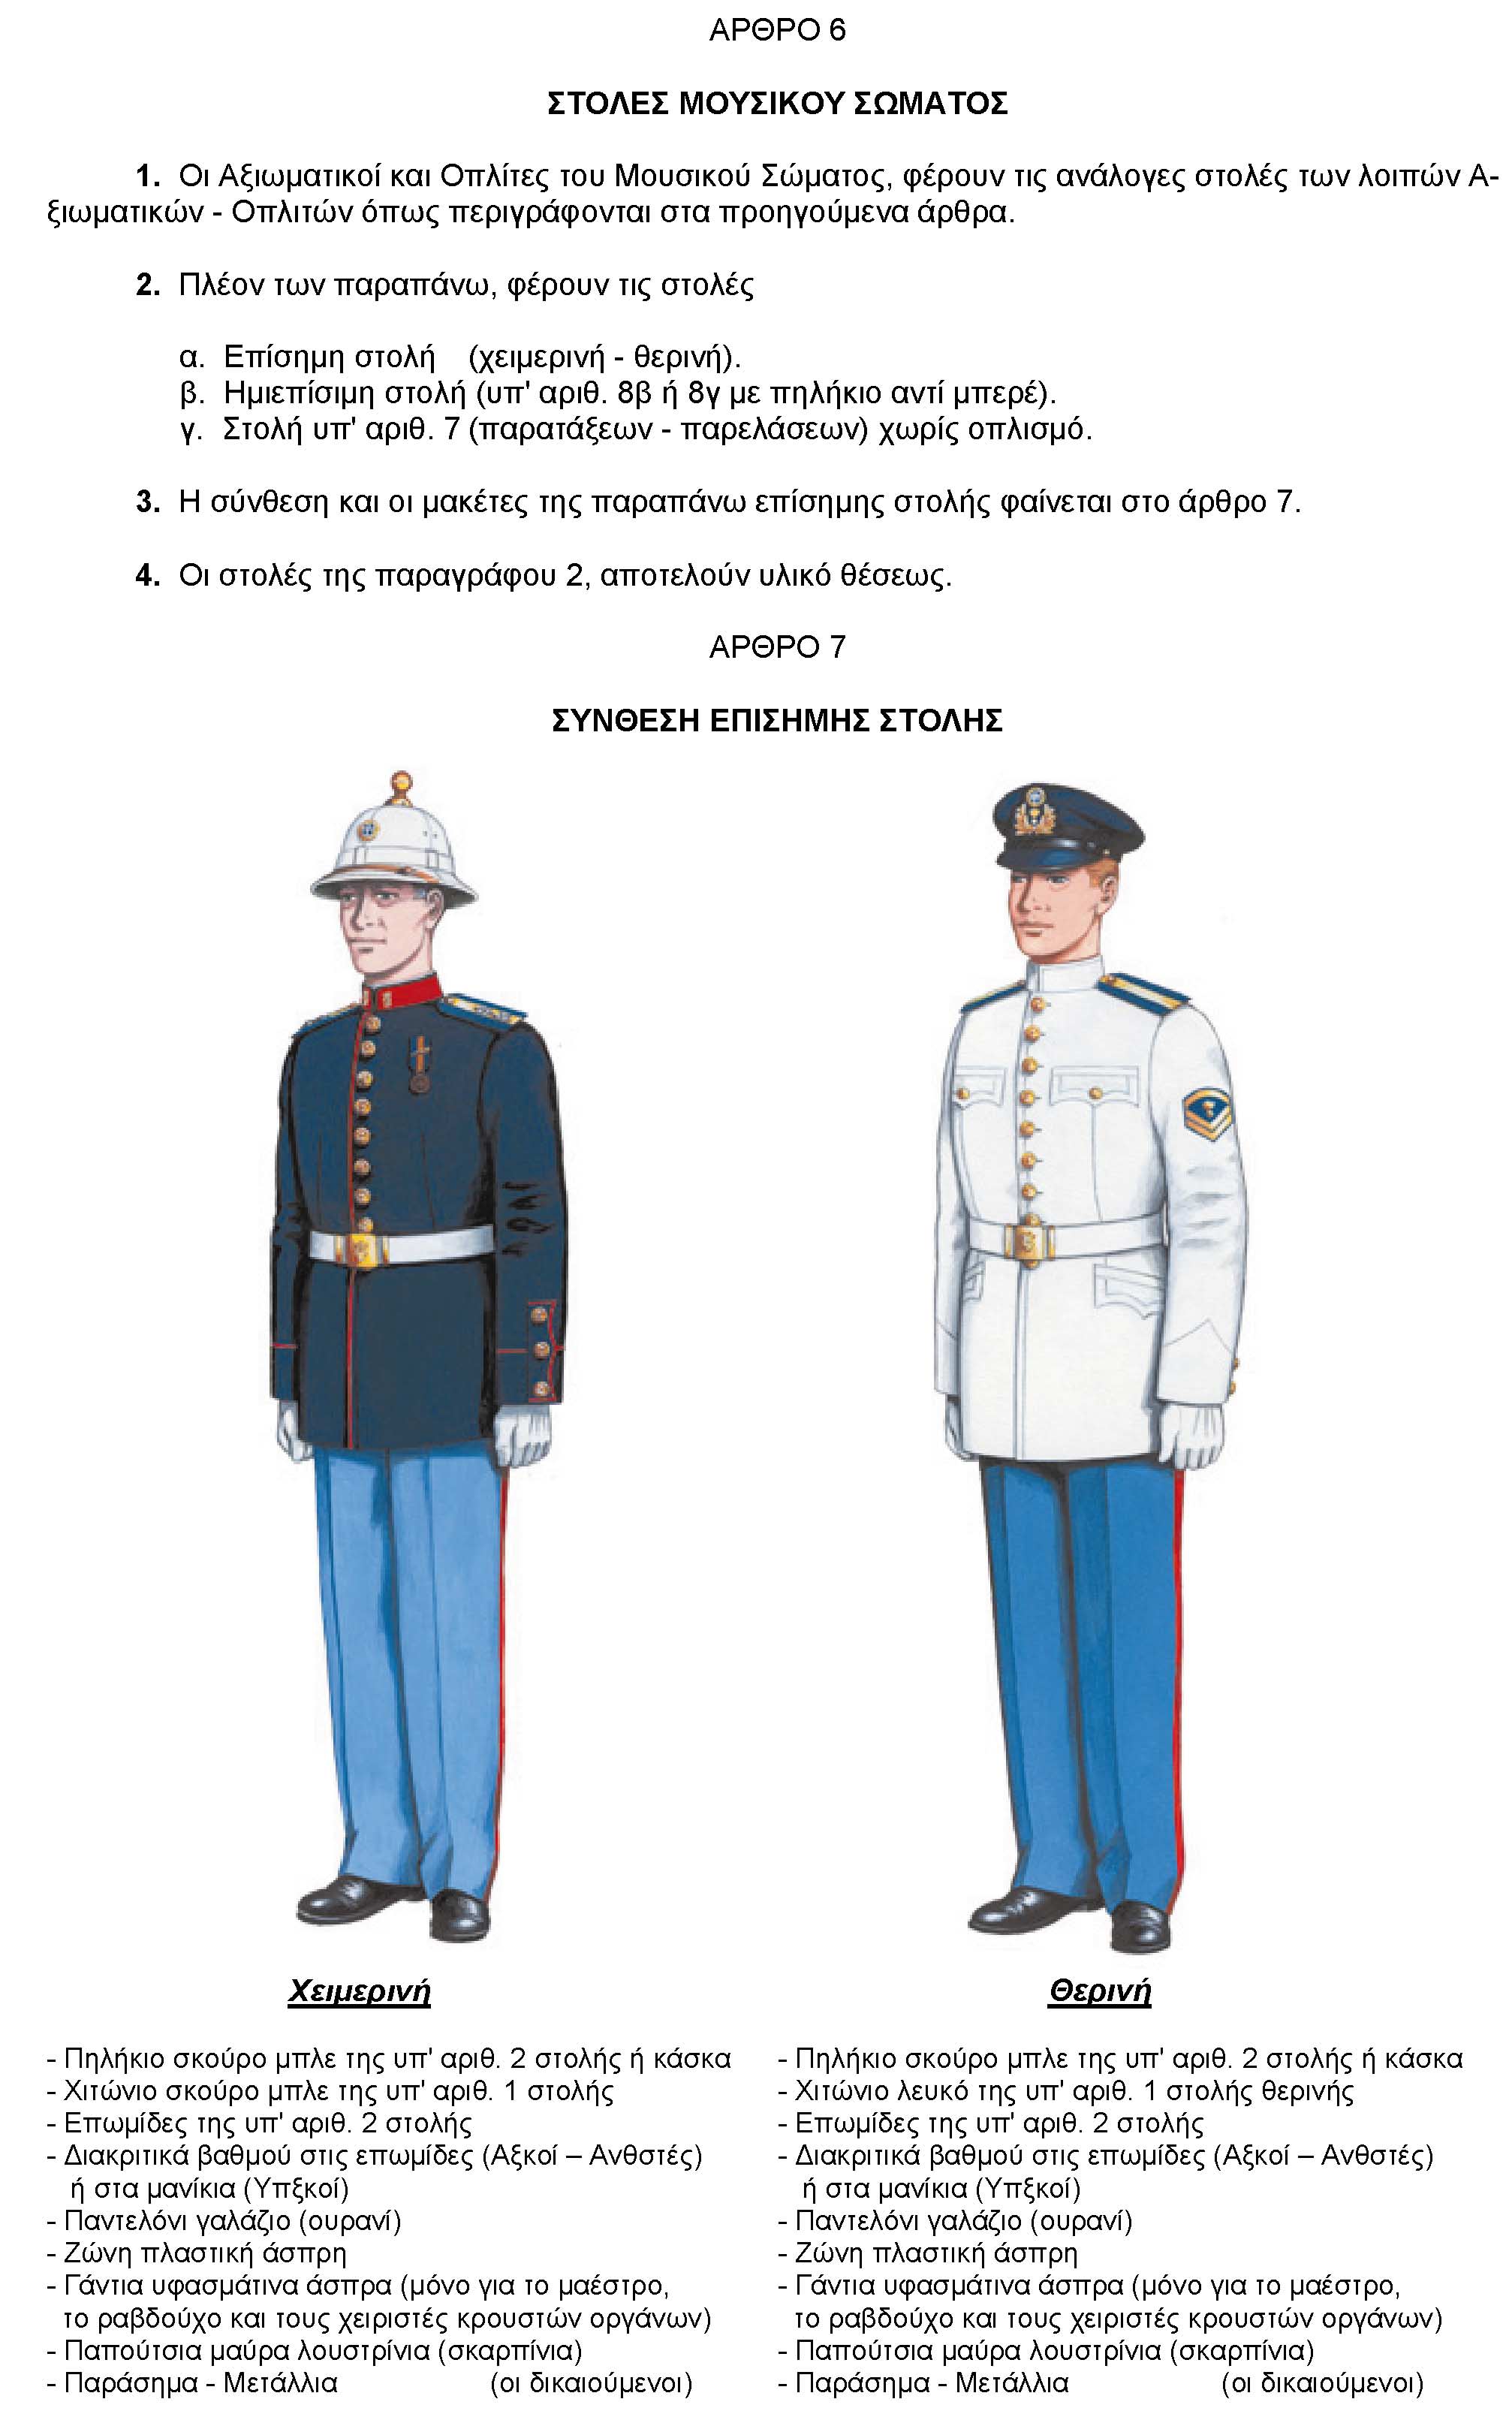 ΑΡΘΡΟ 6
ΣΤΟΛΕΣ ΜΟΥΣΙΚΟΥ ΣΩΜΑΤΟΣ
1. Οι Αξιωματικοί και Οπλίτες του Μουσικού Σώματος, φέρουν τις ανάλογες στολές των λοιπών Α-
ξιωματικών - Οπλιτών όπως περιγράφονται στα προηγούμενα άρθρα.
2. Πλέον των παραπάνω, φέρουν τις στολές
α. Επίσημη στολή (χειμερινή - θερινή).
β. Ημιεπίσιμη στολή (υπ' αριθ. 8β ή 8γ με πηλήκιο αντί μπερέ).
γ. Στολή υπ' αριθ. 7 (παρατάξεων - παρελάσεων) χωρίς οπλισμό.
3. Η σύνθεση και οι μακέτες της παραπάνω επίσημης στολής φαίνεται στο άρθρο 7.
4. Οι στολές της παραγράφου 2, αποτελούν υλικό θέσεως.
ΑΡΘΡΟ 7
ΣΥΝΘΕΣΗ ΕΠΙΣΗΜΗΣ ΣΤΟΛΗΣ
Χειμερινή
- Πηλήκιο σκούρο μπλε της υπ' αριθ. 2 στολής ή κάσκα
- Χιτώνιο σκούρο μπλε της υπ' αριθ. 1 στολής
- Επωμίδες της υπ' αριθ. 2 στολής
- Διακριτικά βαθμού στις επωμίδες (Αξκοί – Ανθστές)
ή στα μανίκια (Υπξκοί)
- Παντελόνι γαλάζιο (ουρανί)
- Ζώνη πλαστική άσπρη
- Γάντια υφασμάτινα άσπρα (μόνο για το μαέστρο,
το ραβδούχο και τους χειριστές κρουστών οργάνων)
- Παπούτσια μαύρα λουστρίνια (σκαρπίνια)
- Παράσημα - Μετάλλια (οι δικαιούμενοι)
Θερινή
- Πηλήκιο σκούρο μπλε της υπ' αριθ. 2 στολής ή κάσκα
- Χιτώνιο λευκό της υπ' αριθ. 1 στολής θερινής
- Επωμίδες της υπ' αριθ. 2 στολής
- Διακριτικά βαθμού στις επωμίδες (Αξκοί – Ανθστές)
ή στα μανίκια (Υπξκοί)
- Παντελόνι γαλάζιο (ουρανί)
- Ζώνη πλαστική άσπρη
- Γάντια υφασμάτινα άσπρα (μόνο για το μαέστρο,
το ραβδούχο και τους χειριστές κρουστών οργάνων)
- Παπούτσια μαύρα λουστρίνια (σκαρπίνια)
- Παράσημα - Μετάλλια (οι δικαιούμενοι)